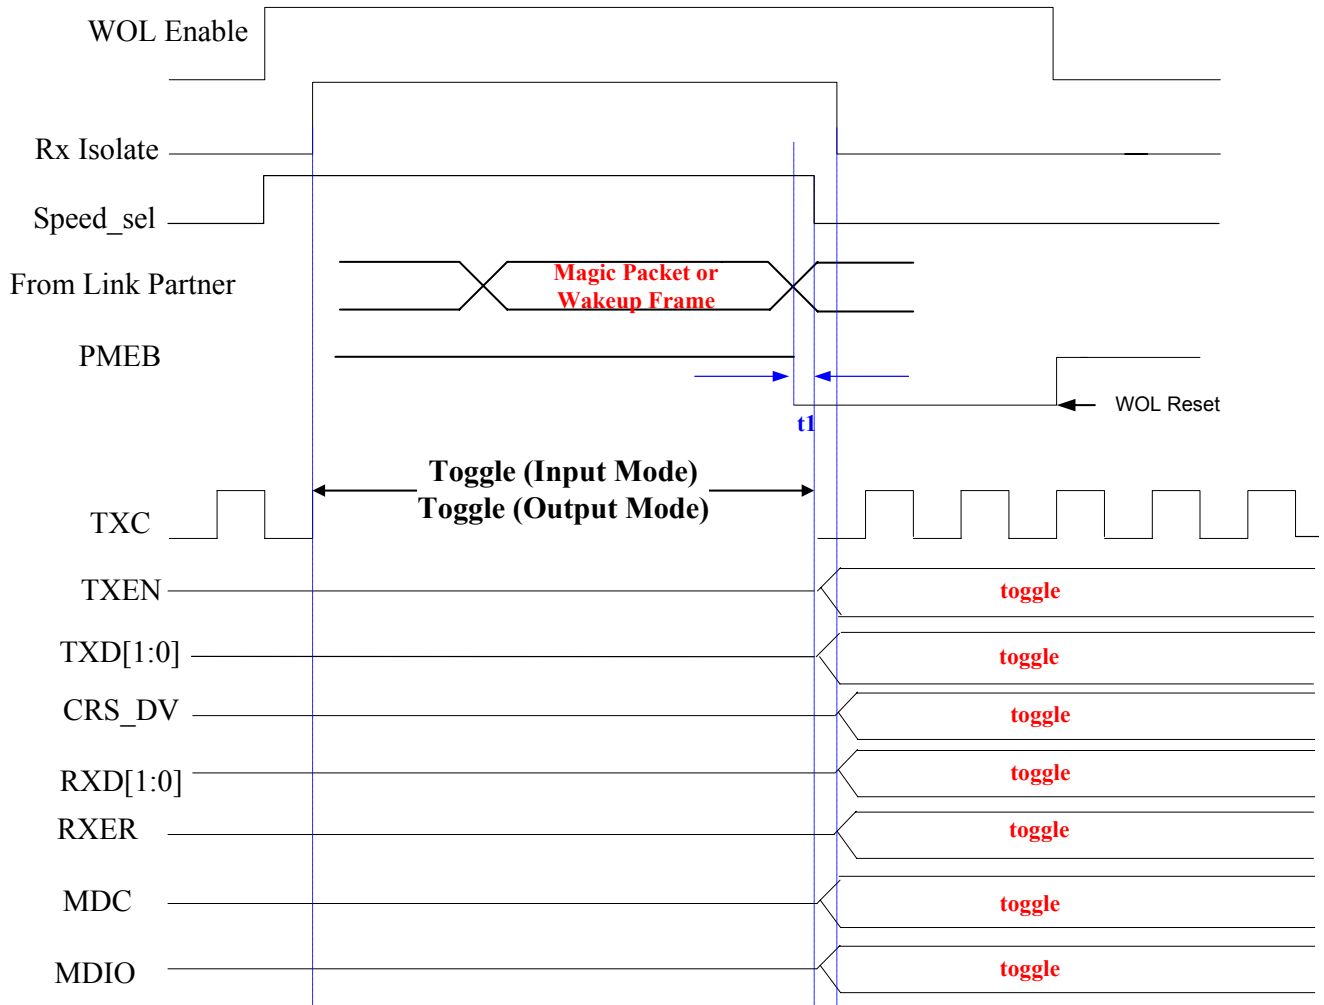 WOL Enable
Rx Isolate
Speed_sel
From Link Partner
Magic Packet or
Wakeup Frame
PMEB
WOL Reset
t1
Toggle (Input Mode)
Toggle (Output Mode)
TXC
TXEN
toggle
TXD[1:0]
toggle
CRS_DV
toggle
RXD[1:0]
toggle
RXER
toggle
MDC
toggle
MDIO
toggle